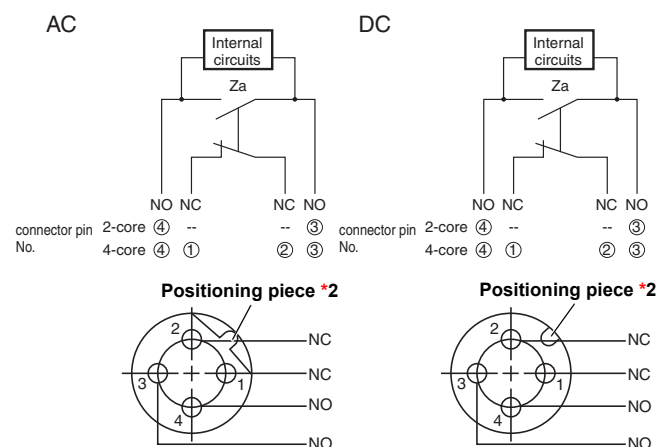 AC
Internal
circuits
Za
NO NC NC NO
connector pin No.
2-core ④ -- -- ③
4-core ④ ① ② ③
Positioning piece *2
2
NC
3 1
NC
4
NO
NO
DC
Internal
circuits
Za
NO NC NC NO
connector pin No.
2-core ④ -- -- ③
4-core ④ ① ② ③
Positioning piece *2
2
NC
3 1
NC
4
NO
NO